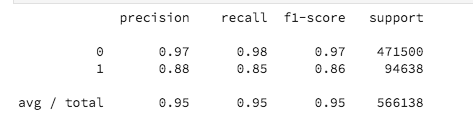 precision recall f1-score support
0 0.97 0.98 0.97 471500
1 0.88 0.85 0.86 94638
avg / total 0.95 0.95 0.95 566138